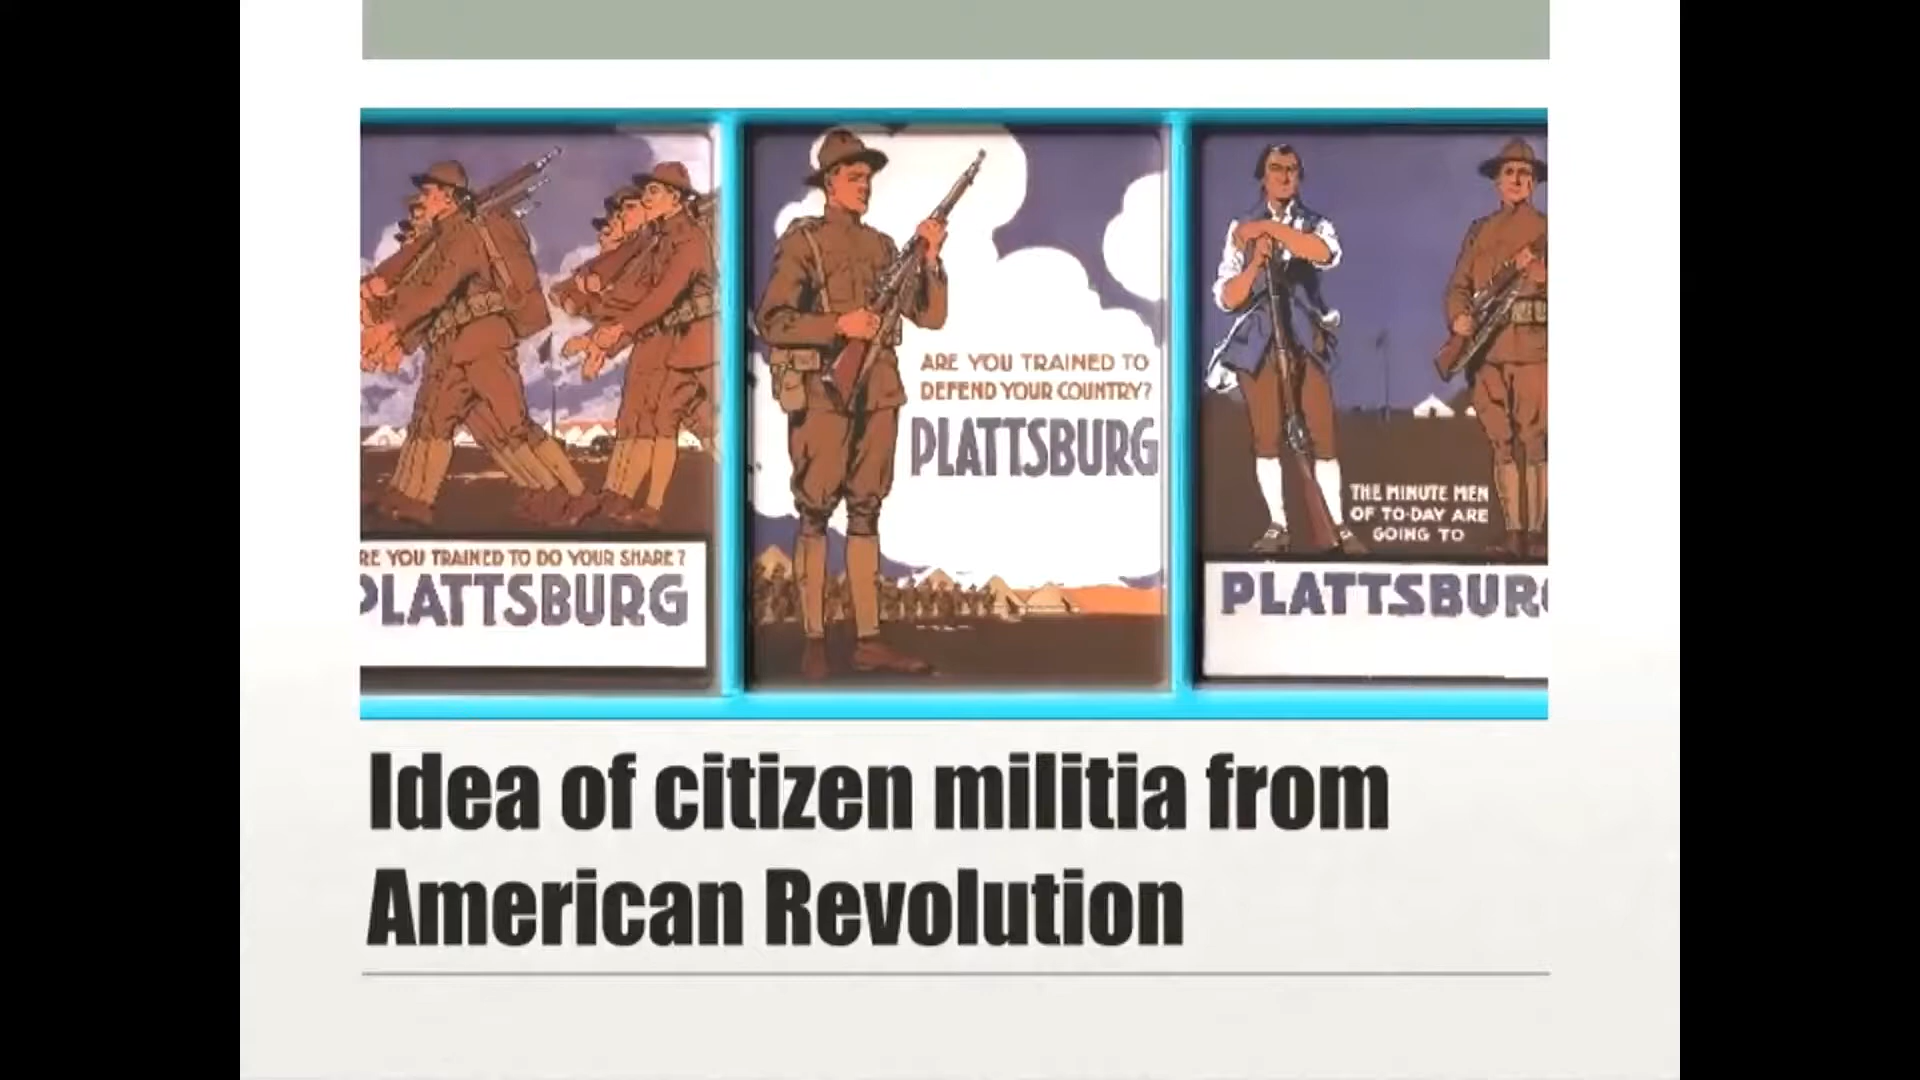 RE YOU TRAINED TO DO YOUR SHARE?
PLATTSBURG
ARE YOU TRAINED TO
DEFEND YOUR COUNTRY?
PLATTSBURG
THE MINUTE MEN
OF TO-DAY ARE
GOING TO
PLATTSBURG
Idea of citizen militia from
American Revolution